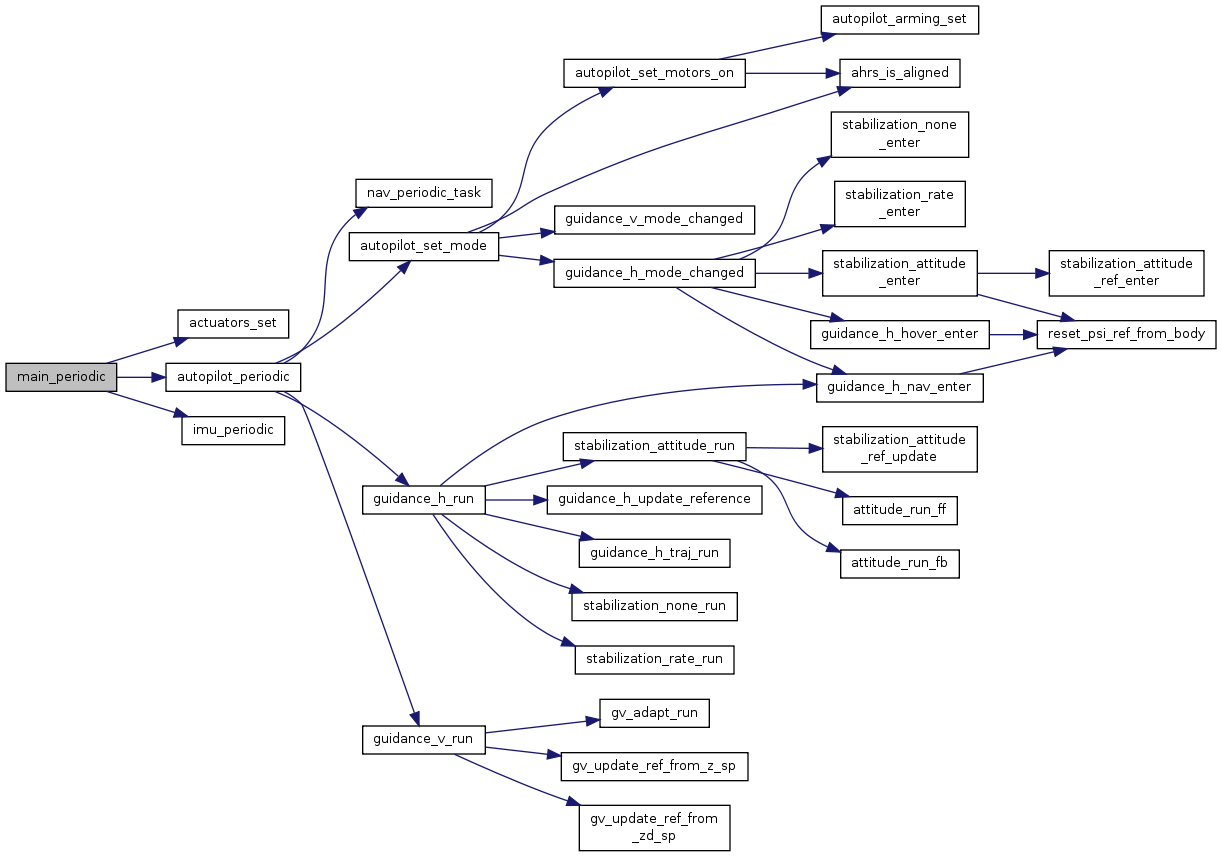 autopilot_arming_set
autopilot_set_motors_on
ahrs_is_aligned
stabilization_none
_enter
nav_periodic_task
stabilization_rate
_enter
guidance_v_mode_changed
autopilot_set_mode
guidance_h_mode_changed
stabilization_attitude
_enter
stabilization_attitude
_ref_enter
actuators_set
guidance_h_hover_enter
reset_psi_ref_from_body
main_periodic
autopilot_periodic
guidance_h_nav_enter
imu_periodic
stabilization_attitude_run
stabilization_attitude
_ref_update
guidance_h_run
guidance_h_update_reference
attitude_run_ff
guidance_h_traj_run
attitude_run_fb
stabilization_none_run
stabilization_rate_run
gv_adapt_run
guidance_v_run
gv_update_ref_from_z_sp
gv_update_ref_from
_zd_sp